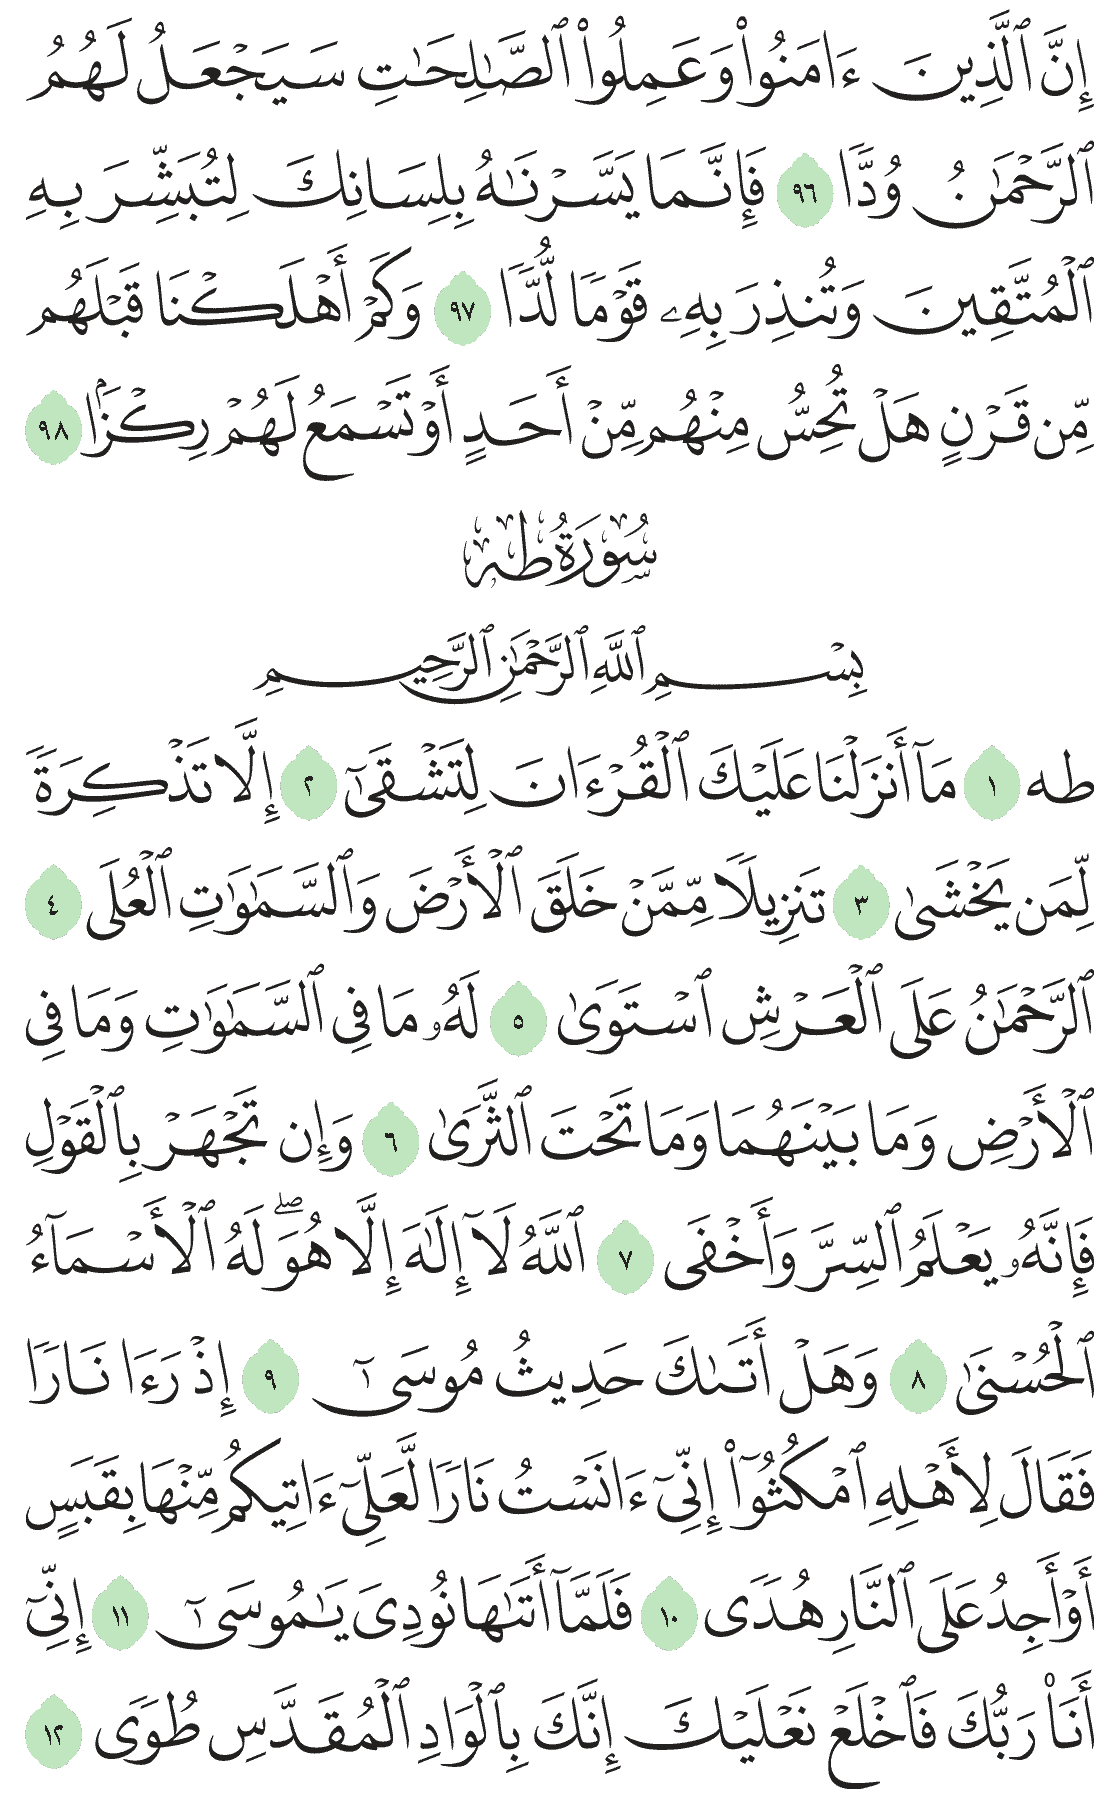 إِنَّ ٱلَّذِينَ ءَامَنُوا۟ وَعَمِلُوا۟ ٱلصَّـٰلِحَـٰتِ سَيَجْعَلُ لَهُمُ
ٱلرَّحْمَـٰنُ وُدًّا ٩٦ فَإِنَّمَا يَسَّرْنَـٰهُ بِلِسَانِكَ لِتُبَشِّرَ بِهِ
ٱلْمُتَّقِينَ وَتُنذِرَ بِهِۦ قَوْمًا لُّدًّا ٩٧ وَكَمْ أَهْلَكْنَا قَبْلَهُم
مِّن قَرْنٍ هَلْ تُحِسُّ مِنْهُم مِّنْ أَحَدٍ أَوْ تَسْمَعُ لَهُمْ رِكْزًۢا ٩٨
سُورَةُ طه
بِسْمِ ٱللَّهِ ٱلرَّحْمَـٰنِ ٱلرَّحِيمِ
طه ١ مَآ أَنزَلْنَا عَلَيْكَ ٱلْقُرْءَانَ لِتَشْقَىٰٓ ٢ إِلَّا تَذْكِرَةً
لِّمَن يَخْشَىٰ ٣ تَنزِيلًا مِّمَّنْ خَلَقَ ٱلْأَرْضَ وَٱلسَّمَـٰوَٰتِ ٱلْعُلَى ٤
ٱلرَّحْمَـٰنُ عَلَى ٱلْعَرْشِ ٱسْتَوَىٰ ٥ لَهُۥ مَا فِى ٱلسَّمَـٰوَٰتِ وَمَا فِى
ٱلْأَرْضِ وَمَا بَيْنَهُمَا وَمَا تَحْتَ ٱلثَّرَىٰ ٦ وَإِن تَجْهَرْ بِٱلْقَوْلِ
فَإِنَّهُۥ يَعْلَمُ ٱلسِّرَّ وَأَخْفَى ٧ ٱللَّهُ لَآ إِلَـٰهَ إِلَّا هُوَ ۖ لَهُ ٱلْأَسْمَآءُ
ٱلْحُسْنَىٰ ٨ وَهَلْ أَتَىٰكَ حَدِيثُ مُوسَىٰٓ ٩ إِذْ رَءَا نَارًا
فَقَالَ لِأَهْلِهِ ٱمْكُثُوٓا۟ إِنِّىٓ ءَانَسْتُ نَارًا لَّعَلِّىٓ ءَاتِيكُم مِّنْهَا بِقَبَسٍ
أَوْ أَجِدُ عَلَى ٱلنَّارِ هُدًى ١٠ فَلَمَّآ أَتَىٰهَا نُودِىَ يَـٰمُوسَىٰٓ ١١ إِنِّىٓ
أَنَا۠ رَبُّكَ فَٱخْلَعْ نَعْلَيْكَ إِنَّكَ بِٱلْوَادِ ٱلْمُقَدَّسِ طُوًى ١٢